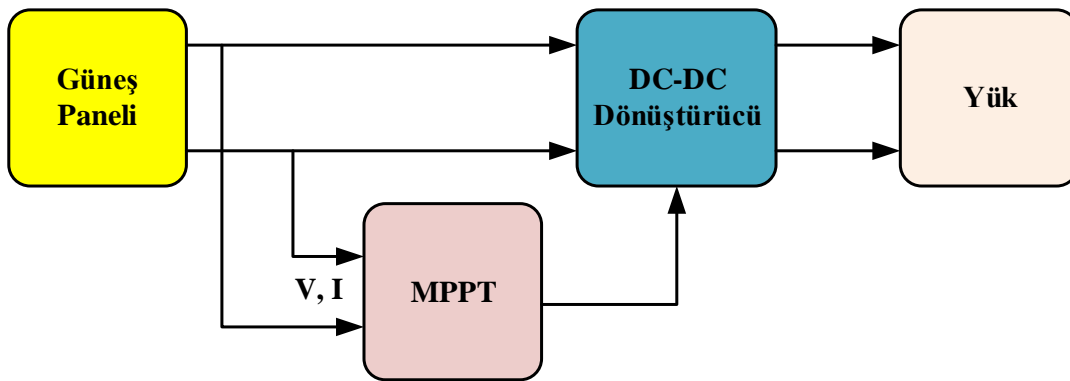 Güneş
Paneli
DC-DC
Dönüştürücü
Yük
V, I
MPPT